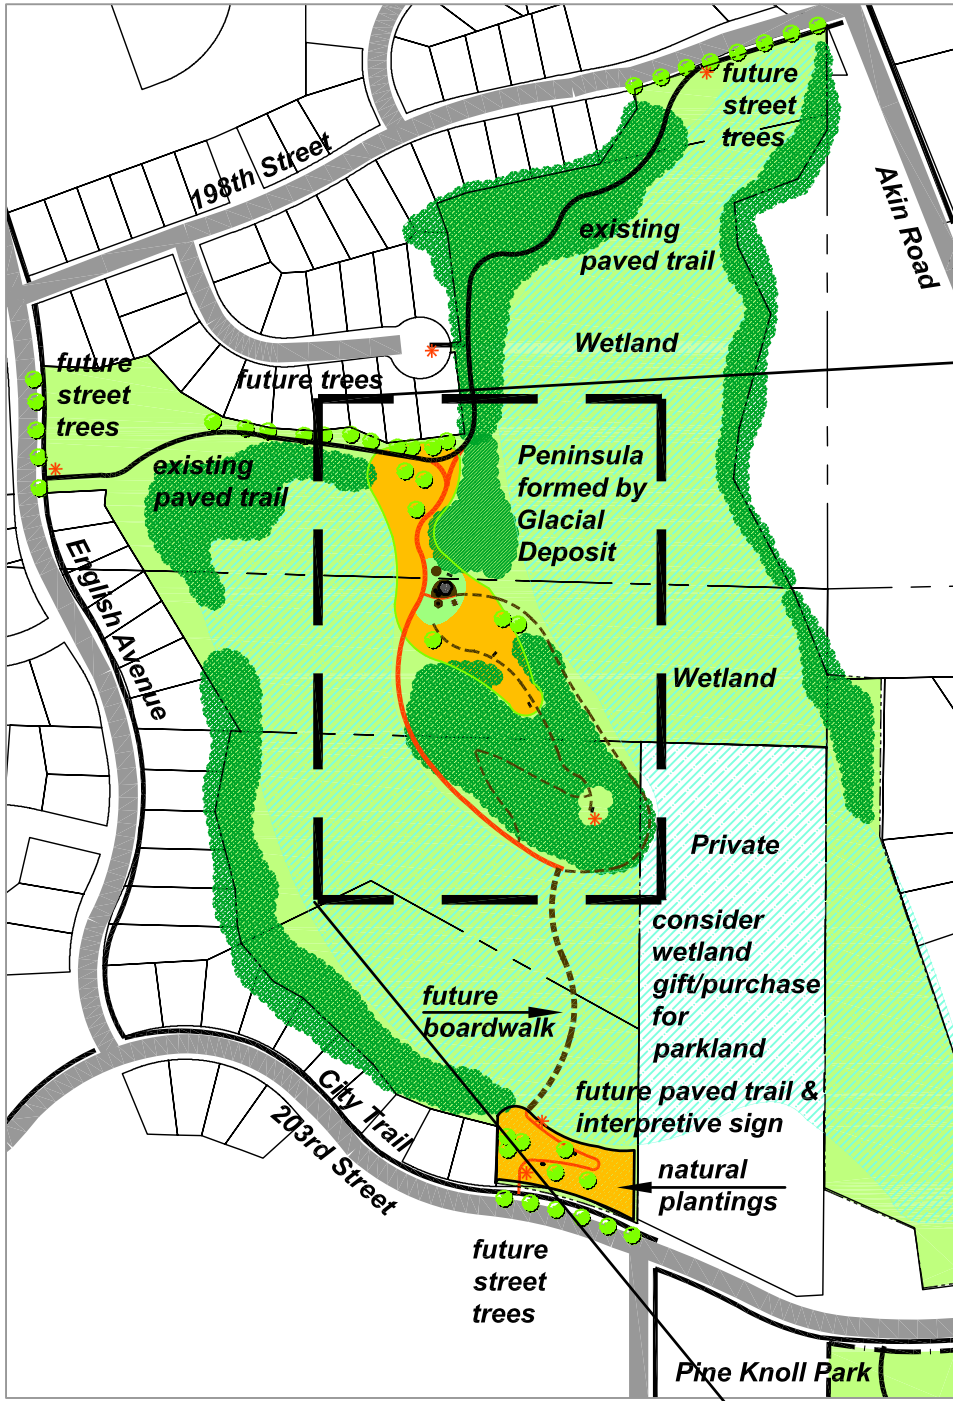 future
street
trees
198th Street
Akin Road
existing
paved trail
Wetland
future
street
trees
future trees
existing
paved trail
Peninsula
formed by
Glacial
Deposit
English Avenue
Wetland
Private
consider
wetland
gift/purchase
for
parkland
future
boardwalk
future paved trail &
interpretive sign
City Trail
203rd Street
natural
plantings
future
street
trees
Pine Knoll Park